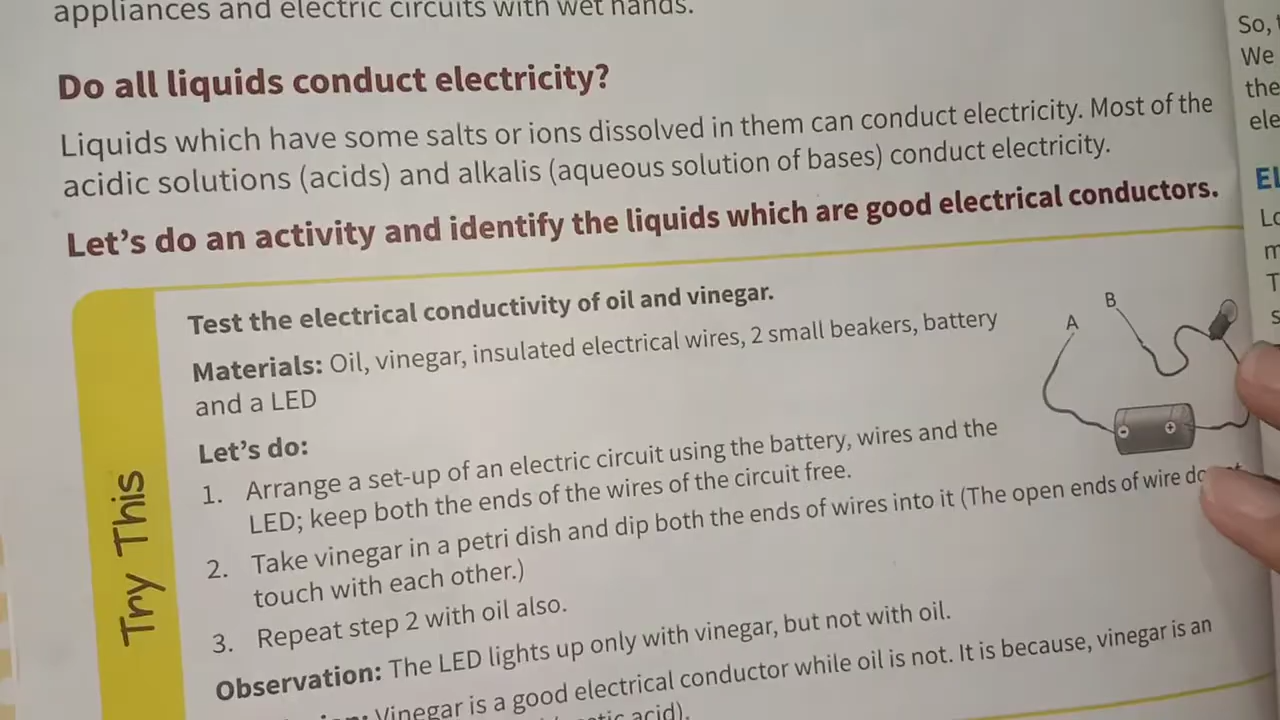 appliances and electric circuits with wet hands.
Do all liquids conduct electricity?
Liquids which have some salts or ions dissolved in them can conduct electricity. Most of the
acidic solutions (acids) and alkalis (aqueous solution of bases) conduct electricity.
Let's do an activity and identify the liquids which are good electrical conductors.
Try This
Test the electrical conductivity of oil and vinegar.
Materials: Oil, vinegar, insulated electrical wires, 2 small beakers, battery
and a LED
A
B
-
+
Let's do:
1. Arrange a set-up of an electric circuit using the battery, wires and the
LED; keep both the ends of the wires of the circuit free.
2. Take vinegar in a petri dish and dip both the ends of wires into it (The open ends of wire
touch with each other.)
3. Repeat step 2 with oil also.
Observation: The LED lights up only with vinegar, but not with oil.
Vinegar is a good electrical conductor while oil is not. It is because, vinegar is an
acid).
So,
We
the